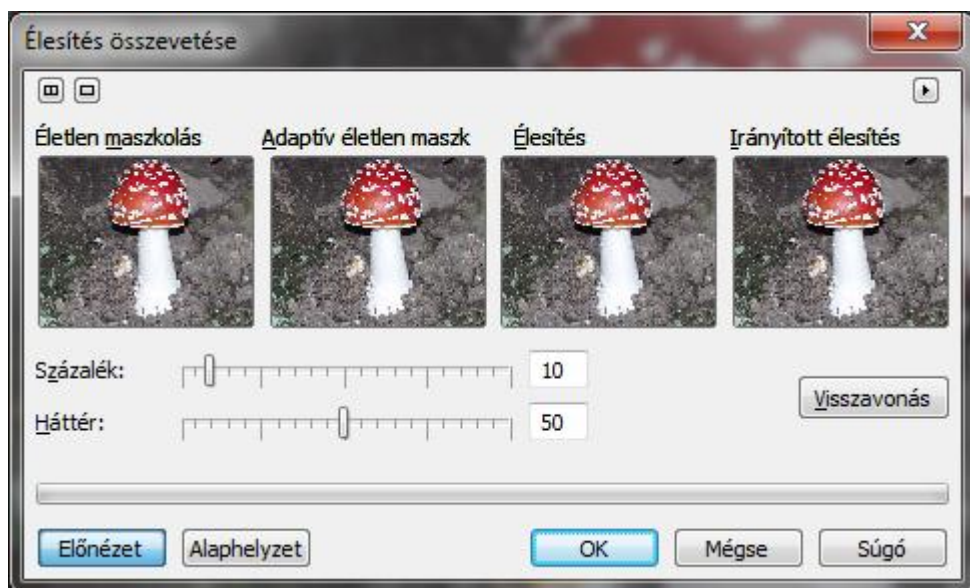 Élesítés összevetése
Életlen maszkolás Adaptív életlen maszk Élesítés Irányított élesítés
Százalék: 10
Visszavonás
Háttér: 50
Előnézet Alaphelyzet OK Mégse Súgó